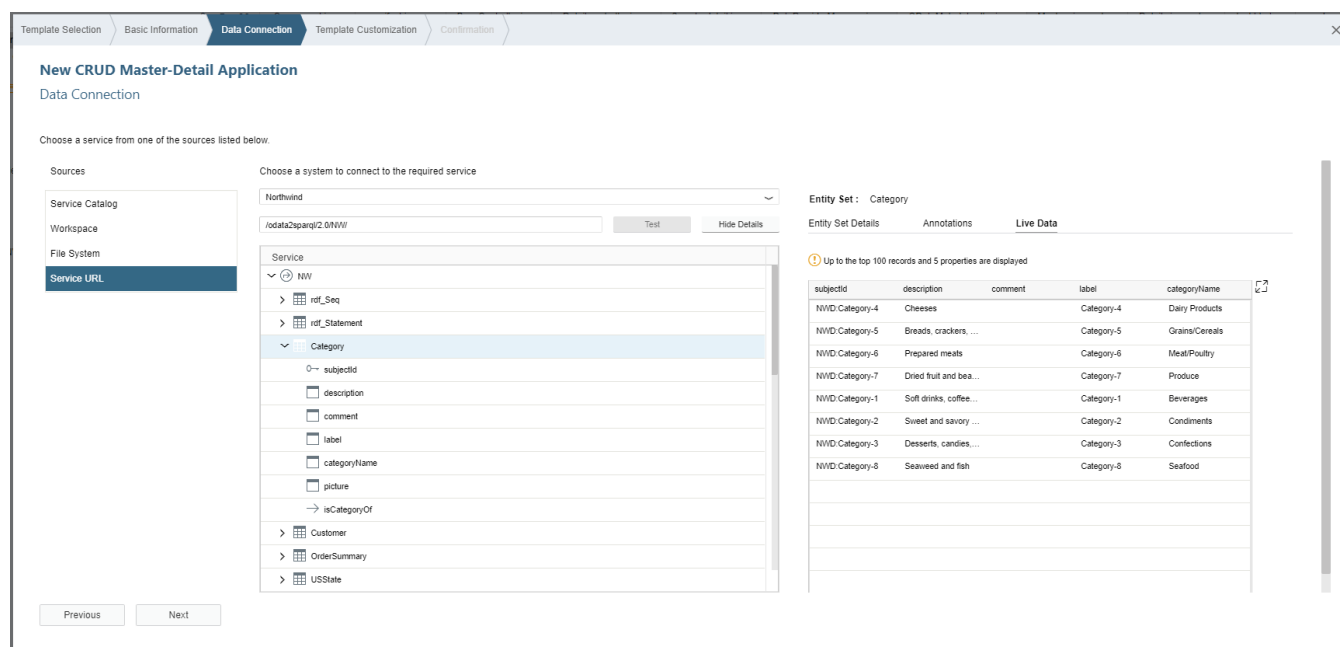 Template Selection Basic Information Data Connection Template Customization Confirmation
New CRUD Master-Detail Application
Data Connection
Choose a service from one of the sources listed below.
Sources
Service Catalog
Workspace
File System
Service URL
Choose a system to connect to the required service
Northwind
/odata2sparql/2.0/NW/ Test Hide Details
Service
NW
rdf_Seq
rdf_Statement
Category
subjectId
description
comment
label
categoryName
picture
isCategoryOf
Customer
OrderSummary
USState
Entity Set : Category
Entity Set Details Annotations Live Data
Up to the top 100 records and 5 properties are displayed
subjectId description comment label categoryName
NWD:Category-4 Cheeses Category-4 Dairy Products
NWD:Category-5 Breads, crackers, ... Category-5 Grains/Cereals
NWD:Category-6 Prepared meats Category-6 Meat/Poultry
NWD:Category-7 Dried fruit and bea... Category-7 Produce
NWD:Category-1 Soft drinks, coffee... Category-1 Beverages
NWD:Category-2 Sweet and savory ... Category-2 Condiments
NWD:Category-3 Desserts, candies,... Category-3 Confections
NWD:Category-8 Seaweed and fish Category-8 Seafood
Previous Next